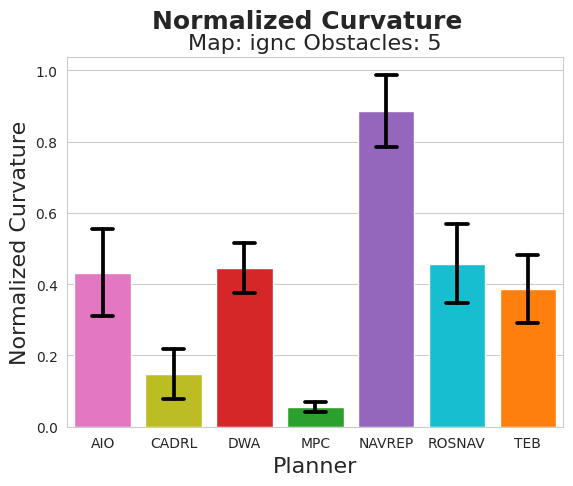 Normalized Curvature
Map: ignc Obstacles: 5
Normalized Curvature
1.0
0.8
0.6
0.4
0.2
0.0
AIO CADRL DWA MPC NAVREP ROSNAV TEB
Planner